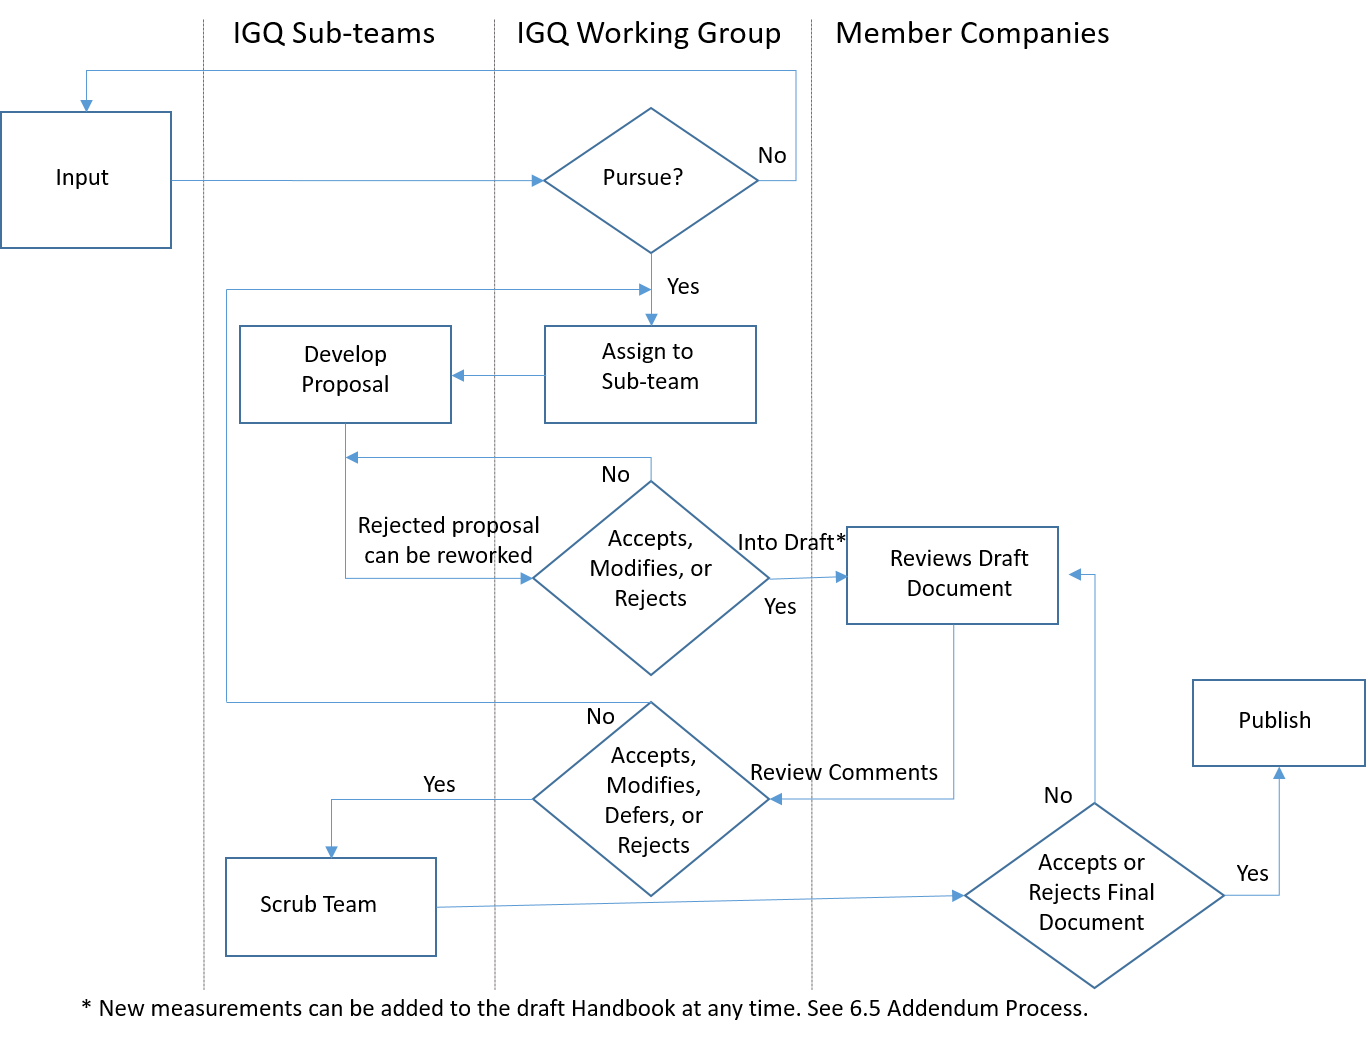 IGQ Sub-teams
IGQ Working Group
Member Companies
Input
Pursue?
No
Yes
Develop
Proposal
Assign to
Sub-team
No
Rejected proposal
can be reworked
Accepts,
Modifies, or
Rejects
Into Draft*
Yes
Reviews Draft
Document
No
Accepts,
Modifies,
Defers, or
Rejects
Review Comments
Yes
Scrub Team
No
Accepts or
Rejects Final
Document
Yes
Publish
* New measurements can be added to the draft Handbook at any time. See 6.5 Addendum Process.